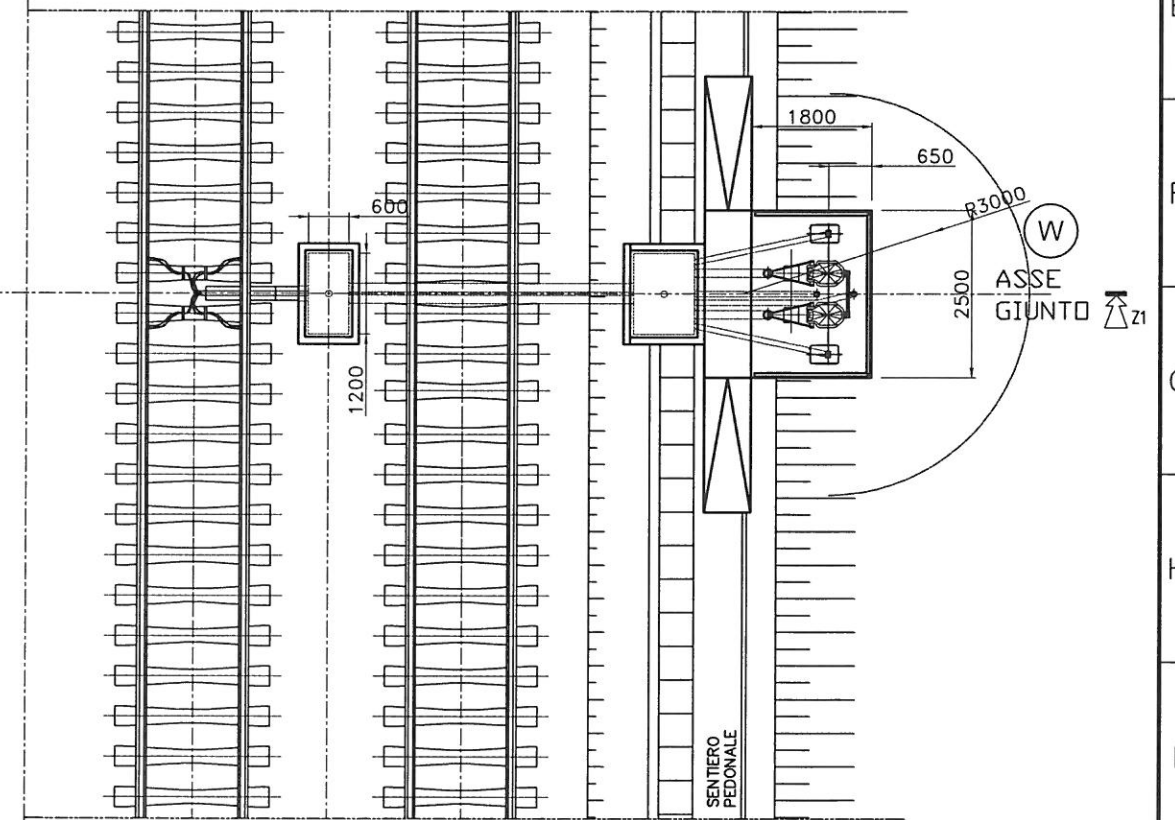 1800
650
600
R3000
W
ASSE
GIUNTO
Z1
2500
1200
SENTIERO
PEDONALE